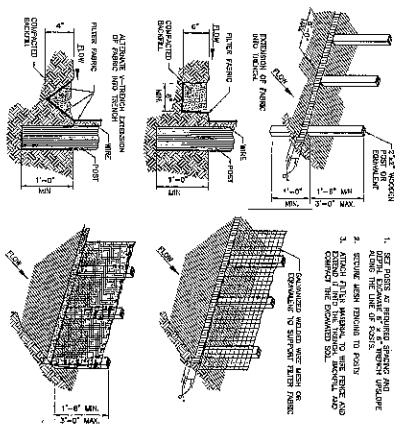 1. SET POSTS AT REQUIRED SPACING AND
DEPTH. EXCAVATE 6" x 6" TRENCH UPSLOPE
ALONG THE LINE OF POSTS.
2. SECURE MESH FENCING TO POSTS
3. ATTACH FILTER MATERIAL TO WIRE FENCE AND
EXTEND IT INTO THE TRENCH. BACKFILL AND
COMPACT THE EXCAVATED SOIL.
2"x2" WOODEN
POST OR
EQUIVALENT
FLOW
1'-0"
MIN.
1'-6" MIN
3'-0" MAX.
EXTENSION OF FABRIC
INTO TRENCH.
6"
FLOW
FILTER FABRIC
COMPACTED
BACKFILL
MIN.
WIRE
POST
1'-0"
MIN
GALVANIZED WELDED WIRE MESH OR
EQUIVALENT TO SUPPORT FILTER FABRIC
FLOW
ALTERNATE V-TRENCH EXTENSION
OF FABRIC INTO TRENCH
4"
FLOW
FILTER FABRIC
COMPACTED
BACKFILL
WIRE
POST
1'-0"
MIN
FLOW
1'-6" MIN.
3'-0" MAX.